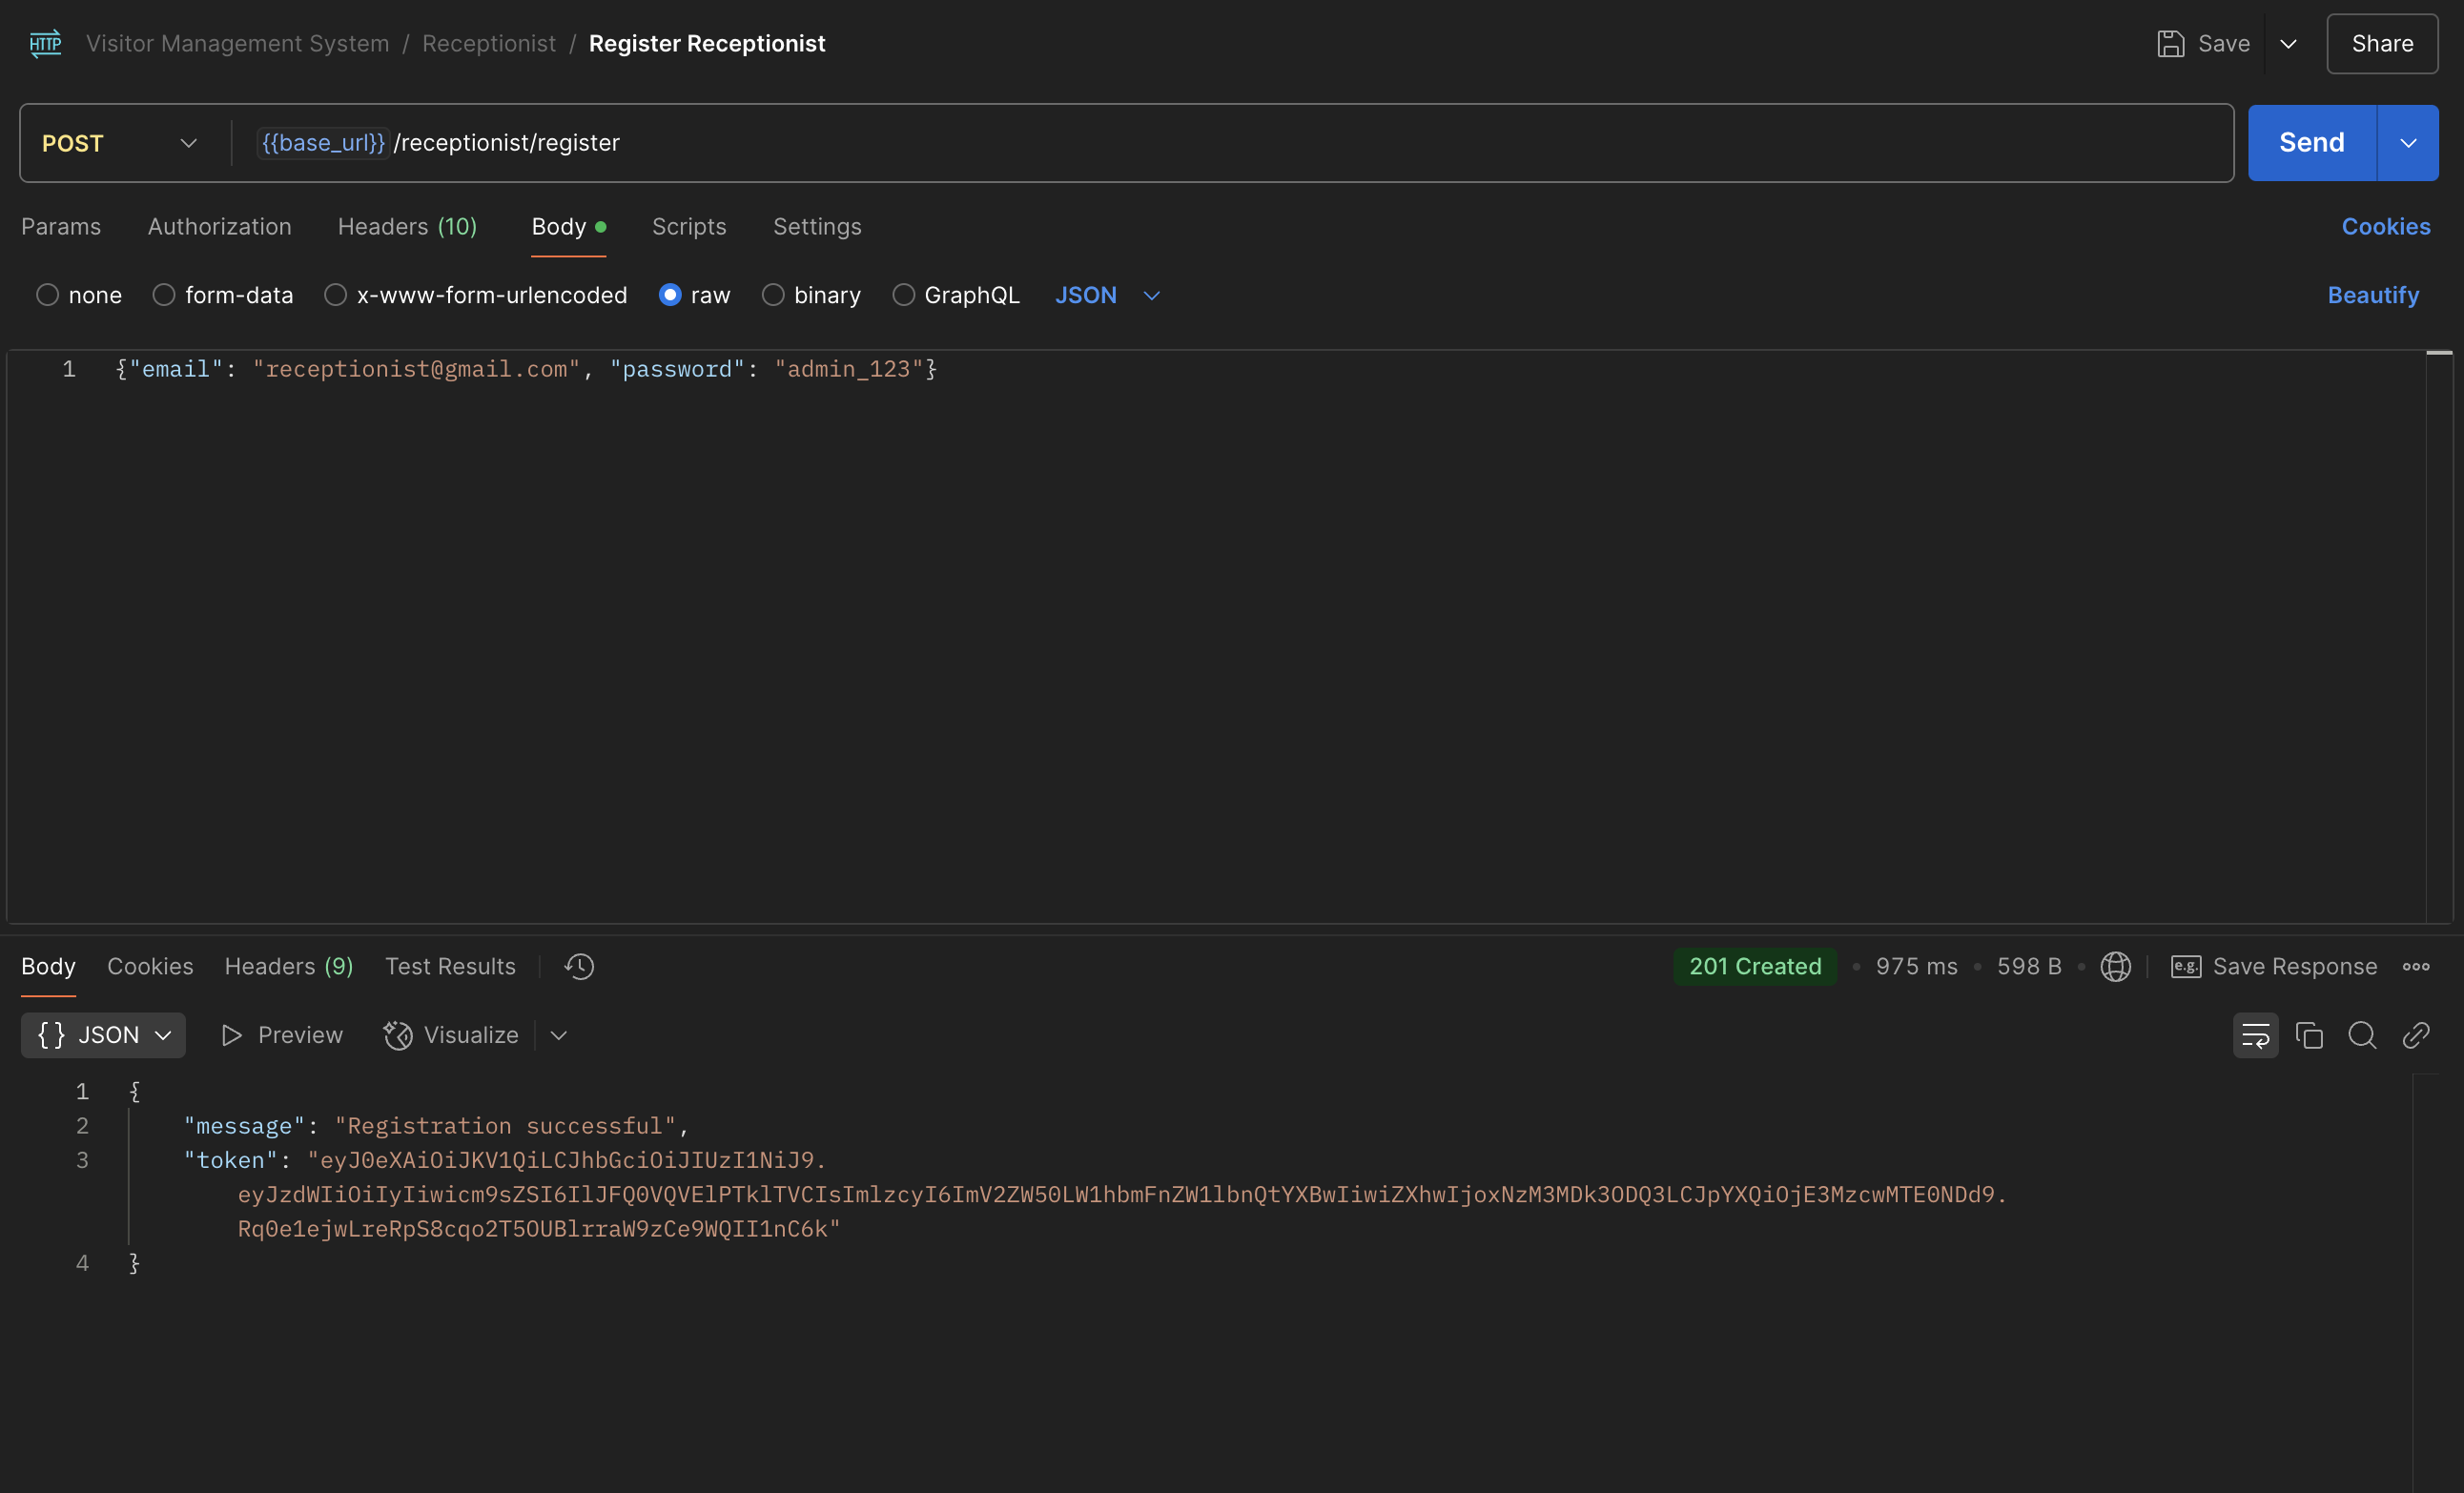 HTTP Visitor Management System / Receptionist / Register Receptionist Save Share
POST {{base_url}}/receptionist/register Send
Params Authorization Headers (10) Body Scripts Settings Cookies
none form-data x-www-form-urlencoded raw binary GraphQL JSON Beautify
1 {"email": "receptionist@gmail.com", "password": "admin_123"}
Body Cookies Headers (9) Test Results 201 Created • 975 ms • 598 B • e.g. Save Response
{} JSON Preview Visualize
1 {
2 "message": "Registration successful",
3 "token": "eyJ0eXAiOiJKV1QiLCJhbGciOiJIUzI1NiJ9.
eyJzdWIiOiIyIiwicm9sZSI6IlJFQ0VQVElPTklTVCIsImlzcyI6ImV2ZW50LW1hbmFnZW1lbnQtYXBwIiwiZXhwIjoxNzM3MDk3ODQ3LCJpYXQiOjE3MzcwMTE0NDd9.
Rq0e1ejwLreRpS8cqo2T5OUBlrraW9zCe9WQII1nC6k"
4 }